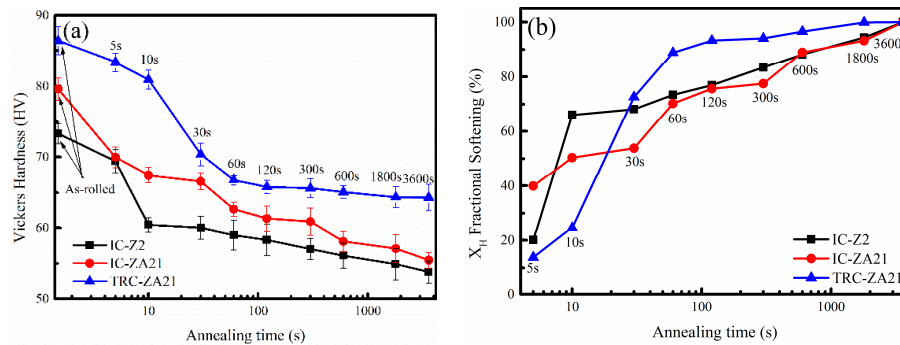 (a)
Vickers Hardness (HV)
90
80
70
60
50
5s
10s
30s
60s
120s
300s
600s
1800s
3600s
As-rolled
IC-Z2
IC-ZA21
TRC-ZA21
10
100
1000
Annealing time (s)
(b)
X_H Fractional Softening (%)
100
80
60
40
20
0
5s
10s
30s
60s
120s
300s
600s
1800s
3600s
IC-Z2
IC-ZA21
TRC-ZA21
10
100
1000
Annealing time (s)